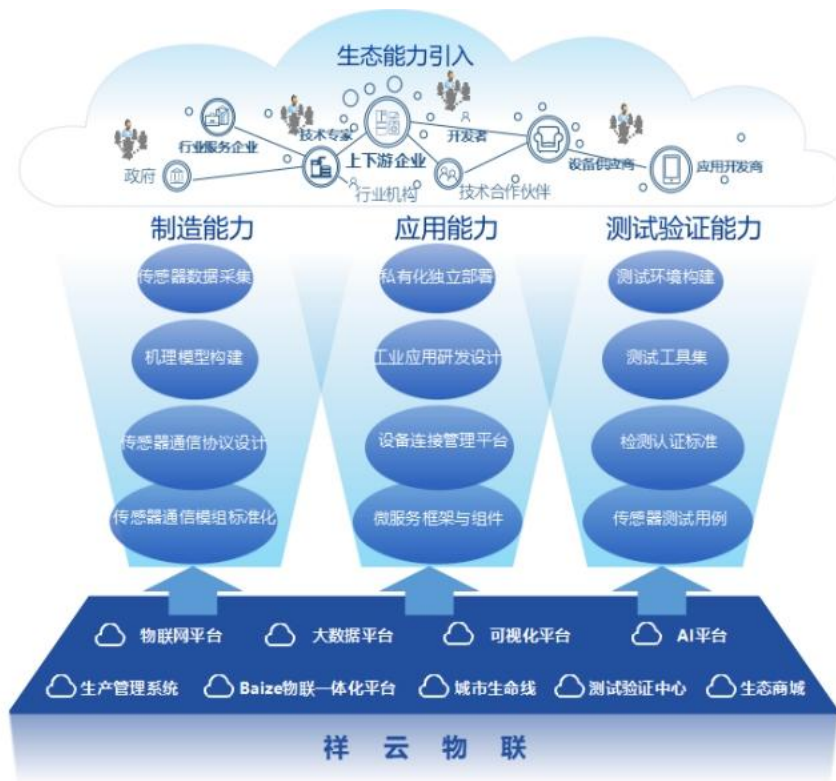 生态能力引入
行业服务企业
技术专家
开发者
政府
上下游企业
设备供应商
应用开发商
行业机构
技术合作伙伴
制造能力
应用能力
测试验证能力
传感器数据采集
私有化独立部署
测试环境构建
机理模型构建
工业应用研发设计
测试工具集
传感器通信协议设计
设备连接管理平台
检测认证标准
传感器通信模组标准化
微服务框架与组件
传感器测试用例
物联网平台
大数据平台
可视化平台
AI平台
生产管理系统
Baize物联一体化平台
城市生命线
测试验证中心
生态商城
祥云物联